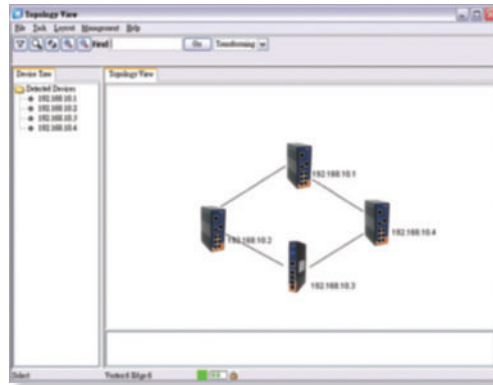 Topology View
File Task Layout Management Help
Find Go Transforming
Device Tree
Topology View
Detected Devices
192.168.10.1
192.168.10.2
192.168.10.3
192.168.10.4
192.168.10.1
192.168.10.2
192.168.10.4
192.168.10.3
Select